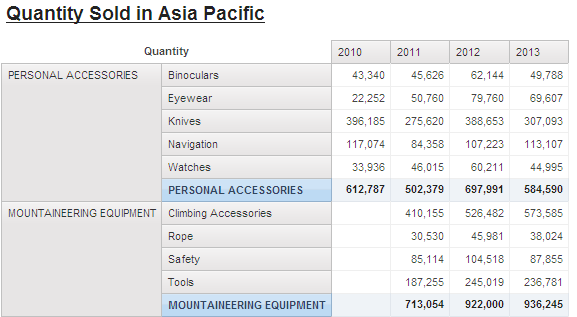 Quantity Sold in Asia Pacific
Quantity 2010 2011 2012 2013
PERSONAL ACCESSORIES Binoculars 43,340 45,626 62,144 49,788
Eyewear 22,252 50,760 79,760 69,607
Knives 396,185 275,620 388,653 307,093
Navigation 117,074 84,358 107,223 113,107
Watches 33,936 46,015 60,211 44,995
PERSONAL ACCESSORIES 612,787 502,379 697,991 584,590
MOUNTAINEERING EQUIPMENT Climbing Accessories 410,155 526,482 573,585
Rope 30,530 45,981 38,024
Safety 85,114 104,518 87,855
Tools 187,255 245,019 236,781
MOUNTAINEERING EQUIPMENT 713,054 922,000 936,245